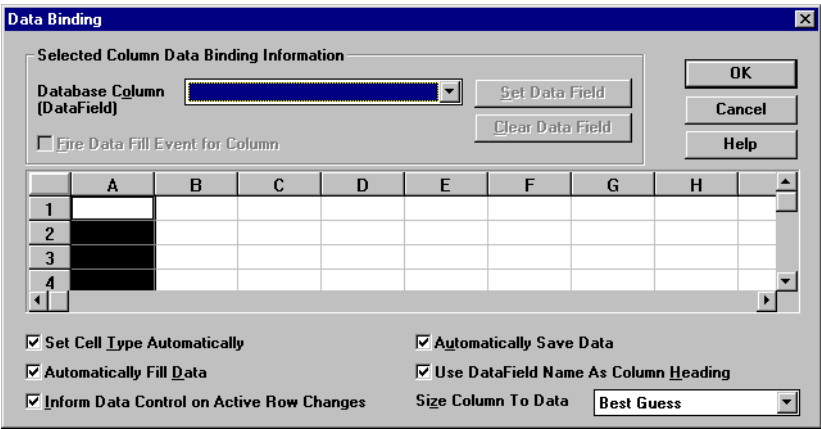 Data Binding
Selected Column Data Binding Information
Database Column
(DataField)
Set Data Field
Clear Data Field
Fire Data Fill Event for Column
OK
Cancel
Help
A B C D E F G H
1
2
3
4
Set Cell Type Automatically
Automatically Save Data
Automatically Fill Data
Use DataField Name As Column Heading
Inform Data Control on Active Row Changes
Size Column To Data
Best Guess